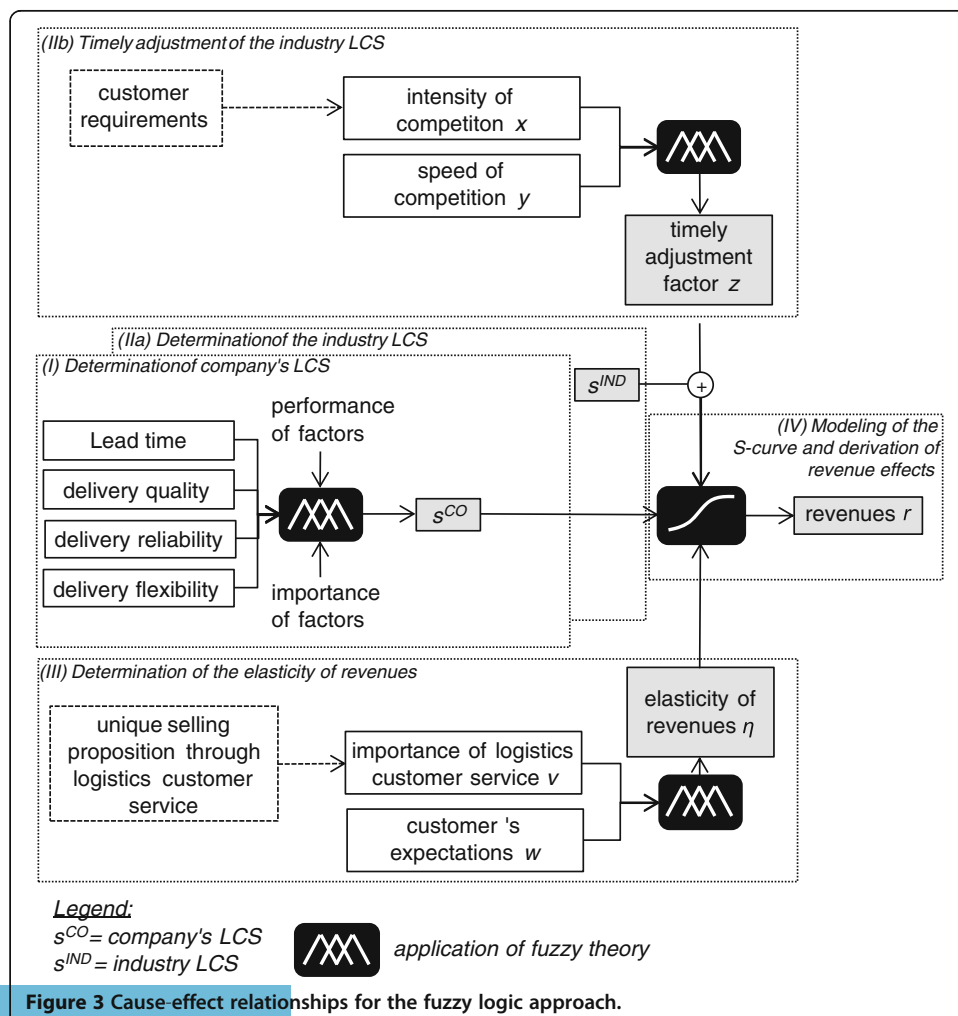 (IIb) Timely adjustment of the industry LCS
customer
requirements
intensity of
competiton x
speed of
competition y
timely
adjustment
factor z
(IIa) Determinationof the industry LCS
(I) Determinationof company's LCS
s^IND
+
performance
of factors
(IV) Modeling of the
S-curve and derivation of
revenue effects
Lead time
delivery quality
delivery reliability
delivery flexibility
s^CO
revenues r
importance
of factors
(III) Determination of the elasticity of revenues
elasticity of
revenues η
unique selling
proposition through
logistics customer
service
importance of logistics
customer service v
customer 's
expectations w
Legend:
s^CO = company's LCS
s^IND = industry LCS
application of fuzzy theory
Figure 3 Cause-effect relationships for the fuzzy logic approach.